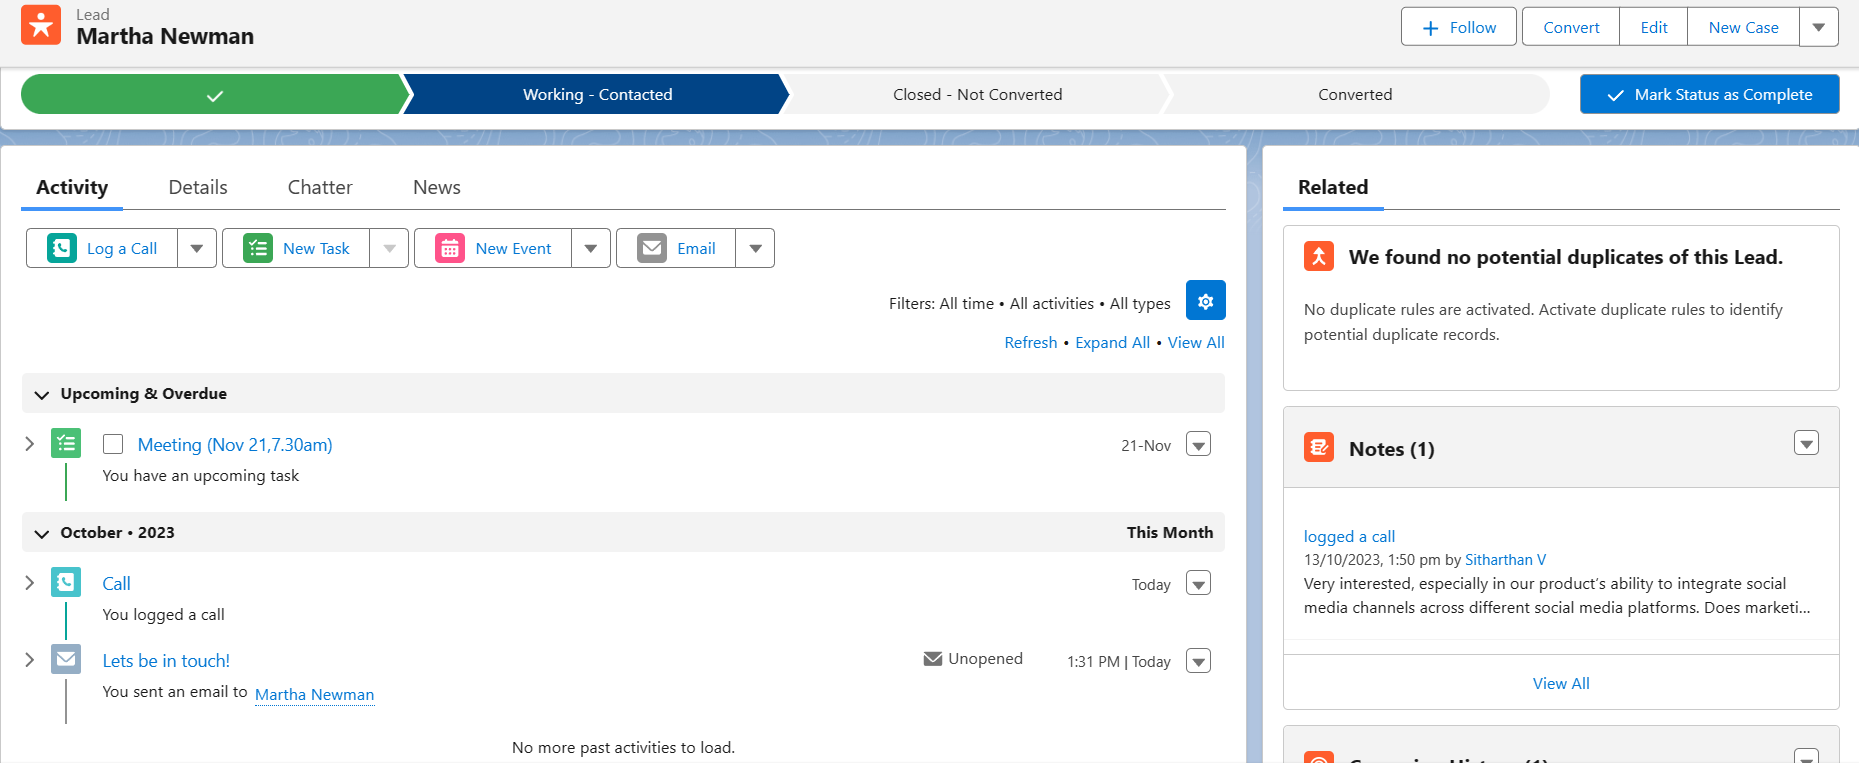 Lead
Martha Newman
Follow
Convert
Edit
New Case
Working - Contacted
Closed - Not Converted
Converted
Mark Status as Complete
Activity
Details
Chatter
News
Log a Call
New Task
New Event
Email
Filters: All time • All activities • All types
Refresh • Expand All • View All
Upcoming & Overdue
Meeting (Nov 21,7.30am)
21-Nov
You have an upcoming task
October • 2023
This Month
Call
Today
You logged a call
Lets be in touch!
Unopened
1:31 PM | Today
You sent an email to Martha Newman
No more past activities to load.
Related
We found no potential duplicates of this Lead.
No duplicate rules are activated. Activate duplicate rules to identify
potential duplicate records.
Notes (1)
logged a call
13/10/2023, 1:50 pm by Sitharthan V
Very interested, especially in our product's ability to integrate social
media channels across different social media platforms. Does marketi...
View All